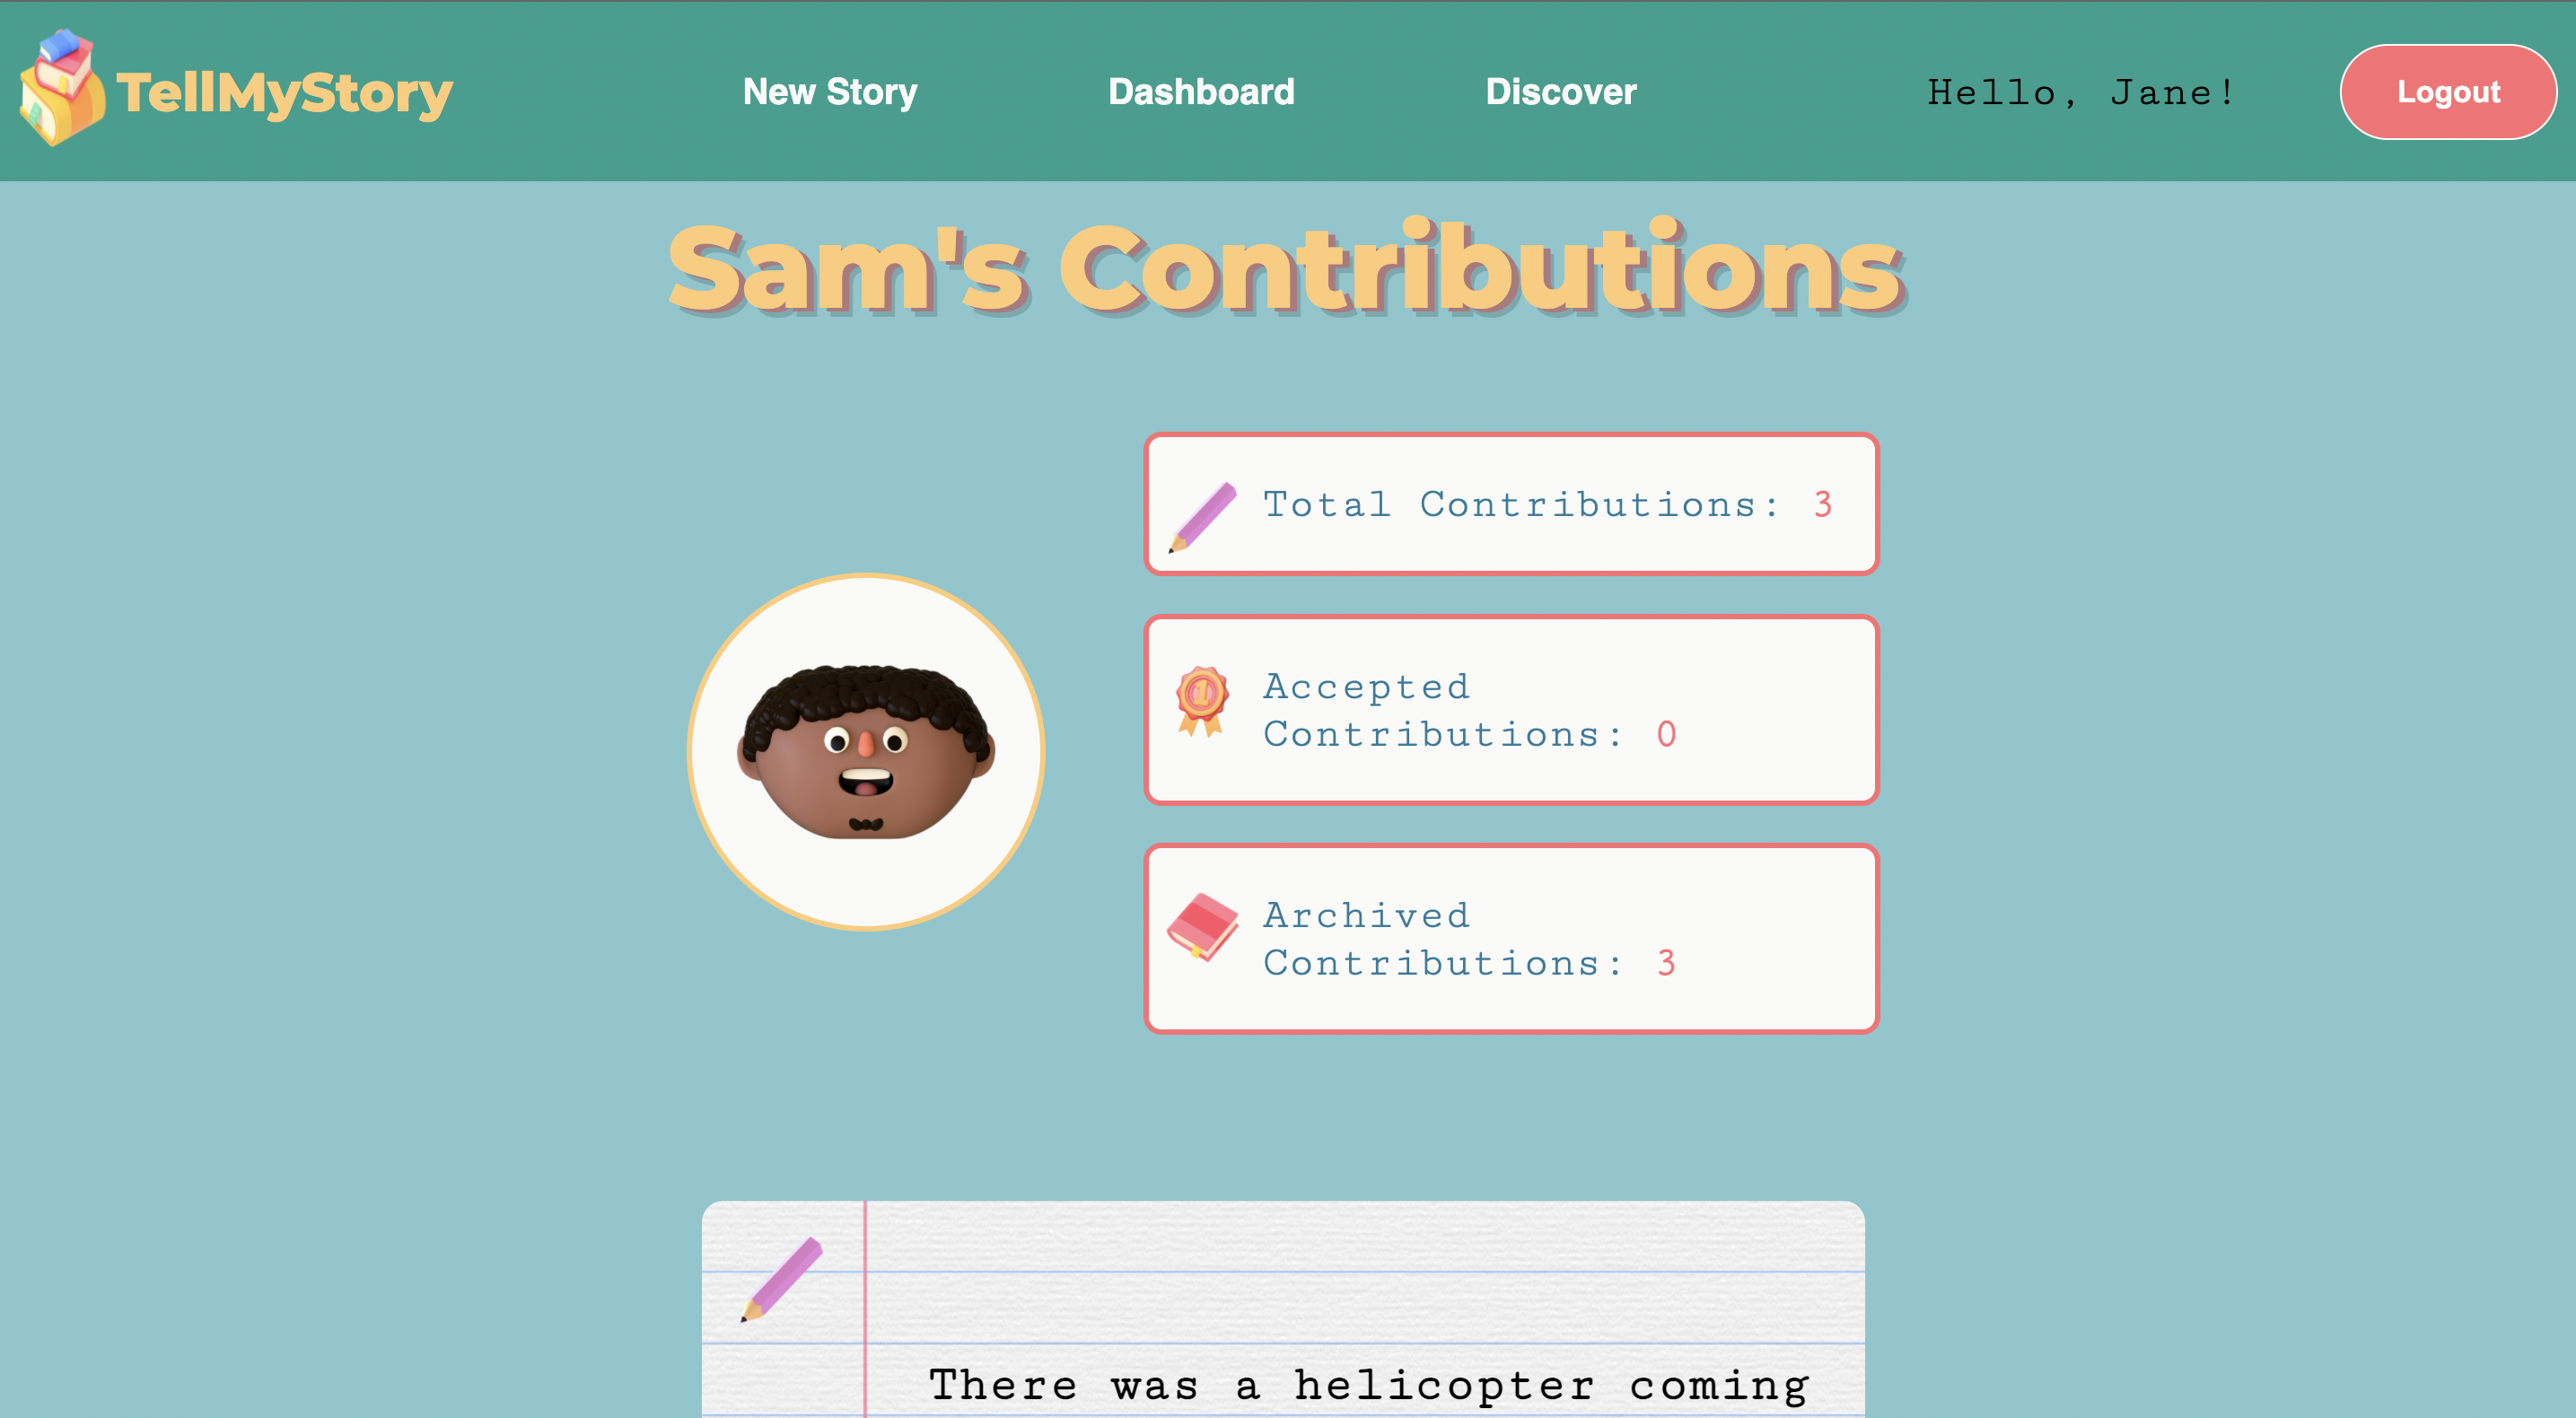 TellMyStory
New Story
Dashboard
Discover
Hello, Jane!
Logout
Sam's Contributions
Total Contributions: 3
1
Accepted
Contributions: 0
Archived
Contributions: 3
There was a helicopter coming